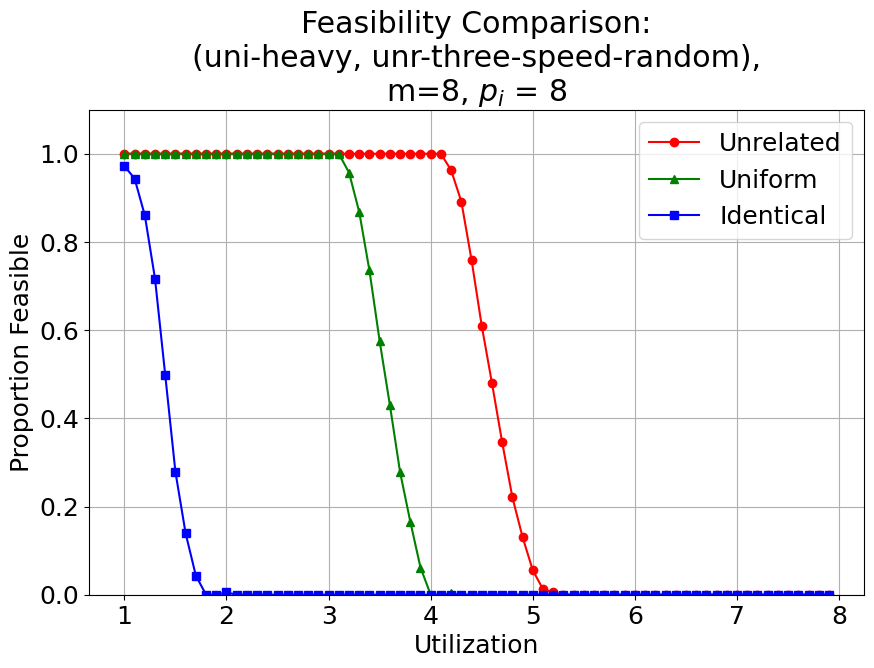 Feasibility Comparison:
(uni-heavy, unr-three-speed-random),
m=8, $p_i$ = 8
Unrelated
Uniform
Identical
Proportion Feasible
1.0
0.8
0.6
0.4
0.2
0.0
1 2 3 4 5 6 7 8
Utilization